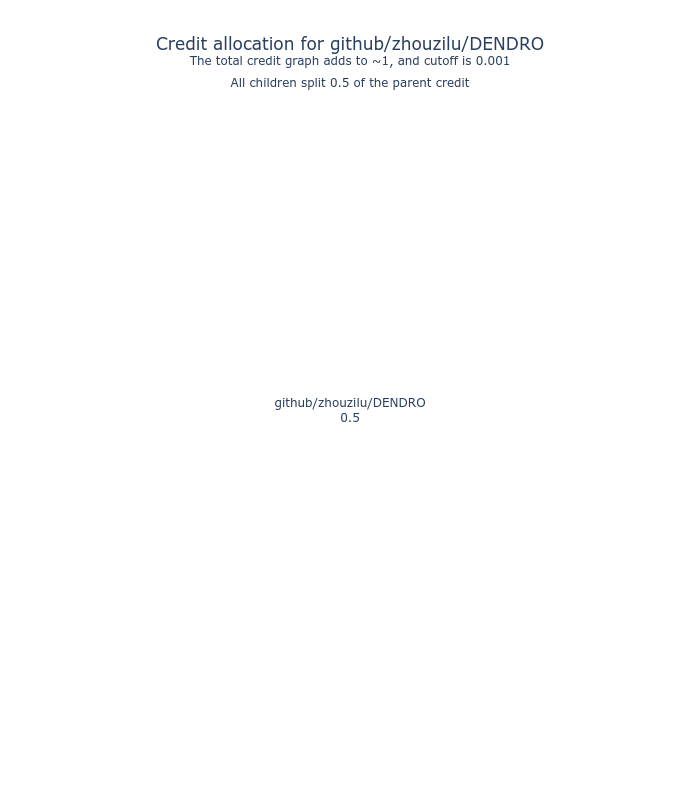 Credit allocation for github/zhouzilu/DENDRO
The total credit graph adds to ~1, and cutoff is 0.001
All children split 0.5 of the parent credit
github/zhouzilu/DENDRO
0.5